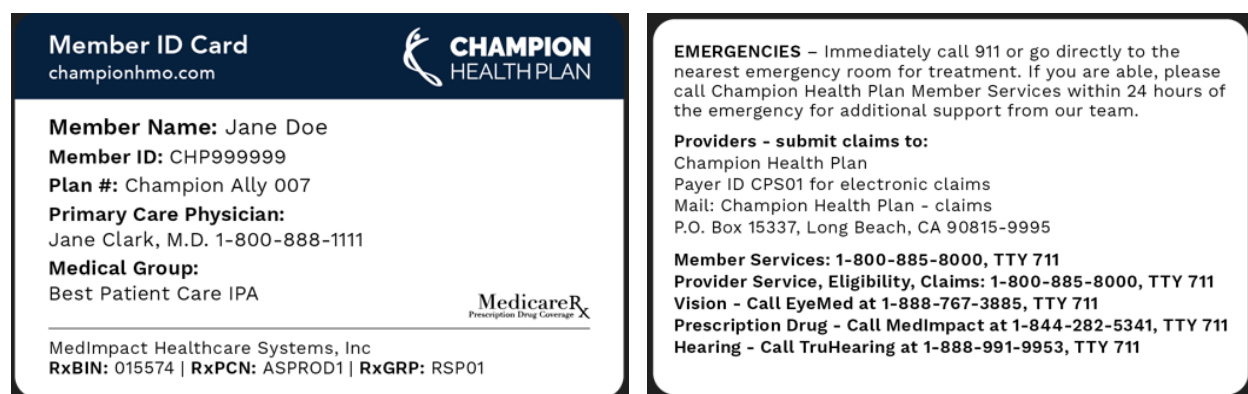 Member ID Card
championhmo.com
CHAMPION
HEALTH PLAN
Member Name: Jane Doe
Member ID: CHP999999
Plan #: Champion Ally 007
Primary Care Physician:
Jane Clark, M.D. 1-800-888-1111
Medical Group:
Best Patient Care IPA
MedicareRx
Prescription Drug Coverage
MedImpact Healthcare Systems, Inc
RxBIN: 015574 | RxPCN: ASPROD1 | RxGRP: RSP01
EMERGENCIES – Immediately call 911 or go directly to the
nearest emergency room for treatment. If you are able, please
call Champion Health Plan Member Services within 24 hours of
the emergency for additional support from our team.
Providers - submit claims to:
Champion Health Plan
Payer ID CPS01 for electronic claims
Mail: Champion Health Plan - claims
P.O. Box 15337, Long Beach, CA 90815-9995
Member Services: 1-800-885-8000, TTY 711
Provider Service, Eligibility, Claims: 1-800-885-8000, TTY 711
Vision - Call EyeMed at 1-888-767-3885, TTY 711
Prescription Drug - Call MedImpact at 1-844-282-5341, TTY 711
Hearing - Call TruHearing at 1-888-991-9953, TTY 711